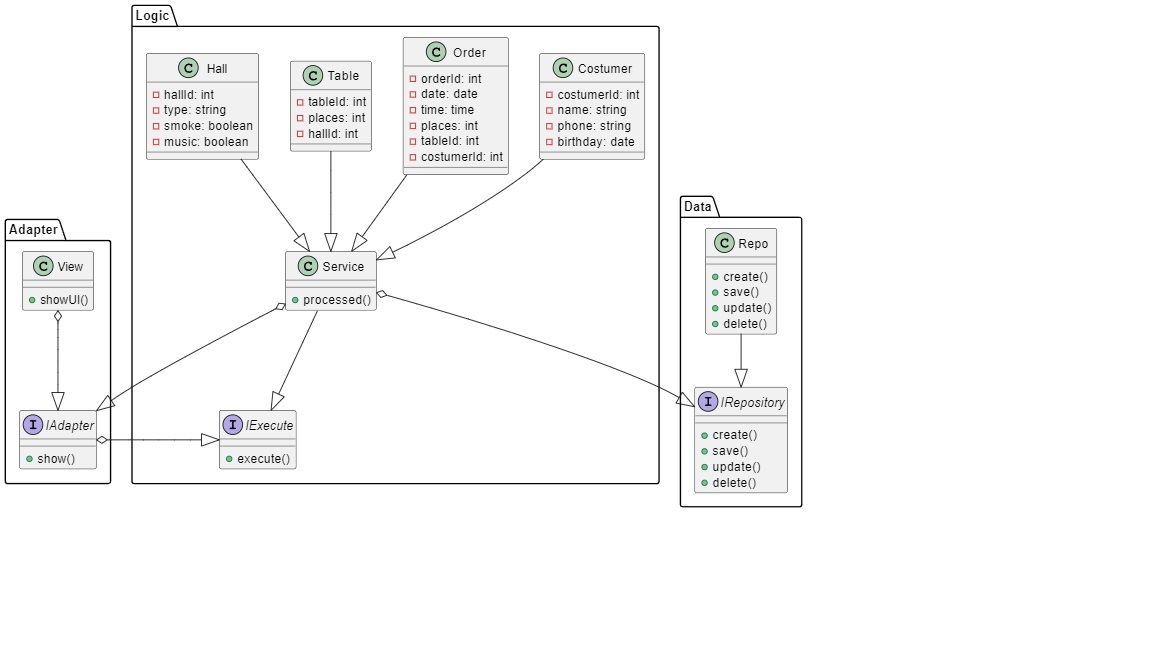 Logic
C Hall
hallId: int
type: string
smoke: boolean
music: boolean
C Table
tableId: int
places: int
hallId: int
C Order
orderId: int
date: date
time: time
places: int
tableId: int
costumerId: int
C Costumer
costumerId: int
name: string
phone: string
birthday: date
Adapter
C View
showUI()
C Service
processed()
Data
C Repo
create()
save()
update()
delete()
I IAdapter
show()
I IExecute
execute()
I IRepository
create()
save()
update()
delete()